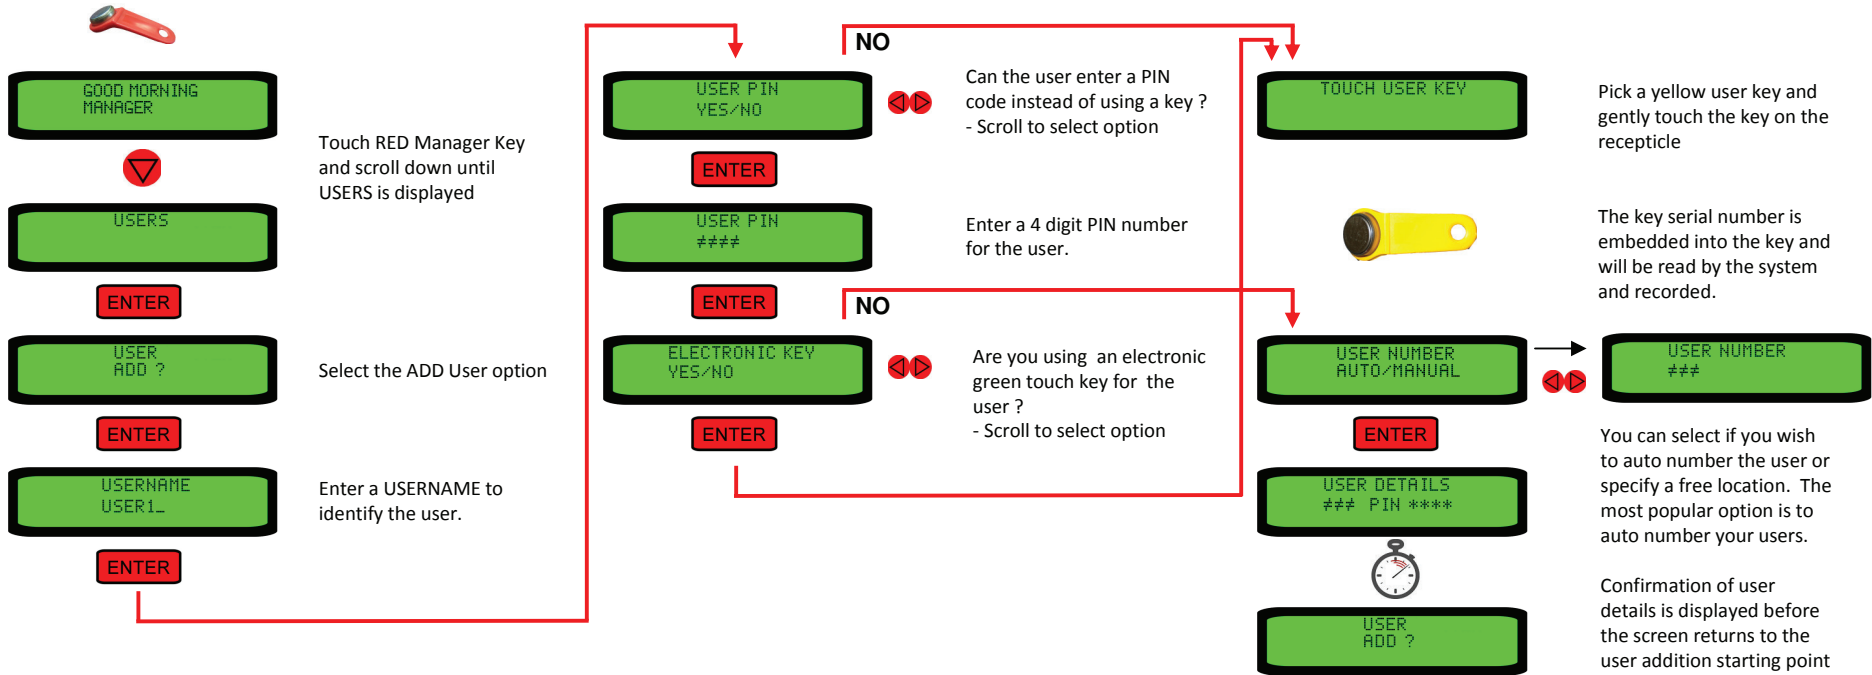 GOOD MORNING
MANAGER
Touch RED Manager Key
and scroll down until
USERS is displayed
USERS
ENTER
USER
ADD ?
Select the ADD User option
ENTER
USERNAME
USER1_
Enter a USERNAME to
identify the user.
ENTER
NO
USER PIN
YES/NO
Can the user enter a PIN
code instead of using a key ?
- Scroll to select option
ENTER
USER PIN
≠≠≠≠
Enter a 4 digit PIN number
for the user.
ENTER
NO
ELECTRONIC KEY
YES/NO
Are you using  an electronic
green touch key for  the
user ?
- Scroll to select option
ENTER
TOUCH USER KEY
Pick a yellow user key and
gently touch the key on the
recepticle
The key serial number is
embedded into the key and
will be read by the system
and recorded.
USER NUMBER
AUTO/MANUAL
USER NUMBER
≠≠≠
ENTER
You can select if you wish
to auto number the user or
specify a free location.  The
most popular option is to
auto number your users.
USER DETAILS
≠≠≠ PIN ****
Confirmation of user
details is displayed before
the screen returns to the
user addition starting point
USER
ADD ?